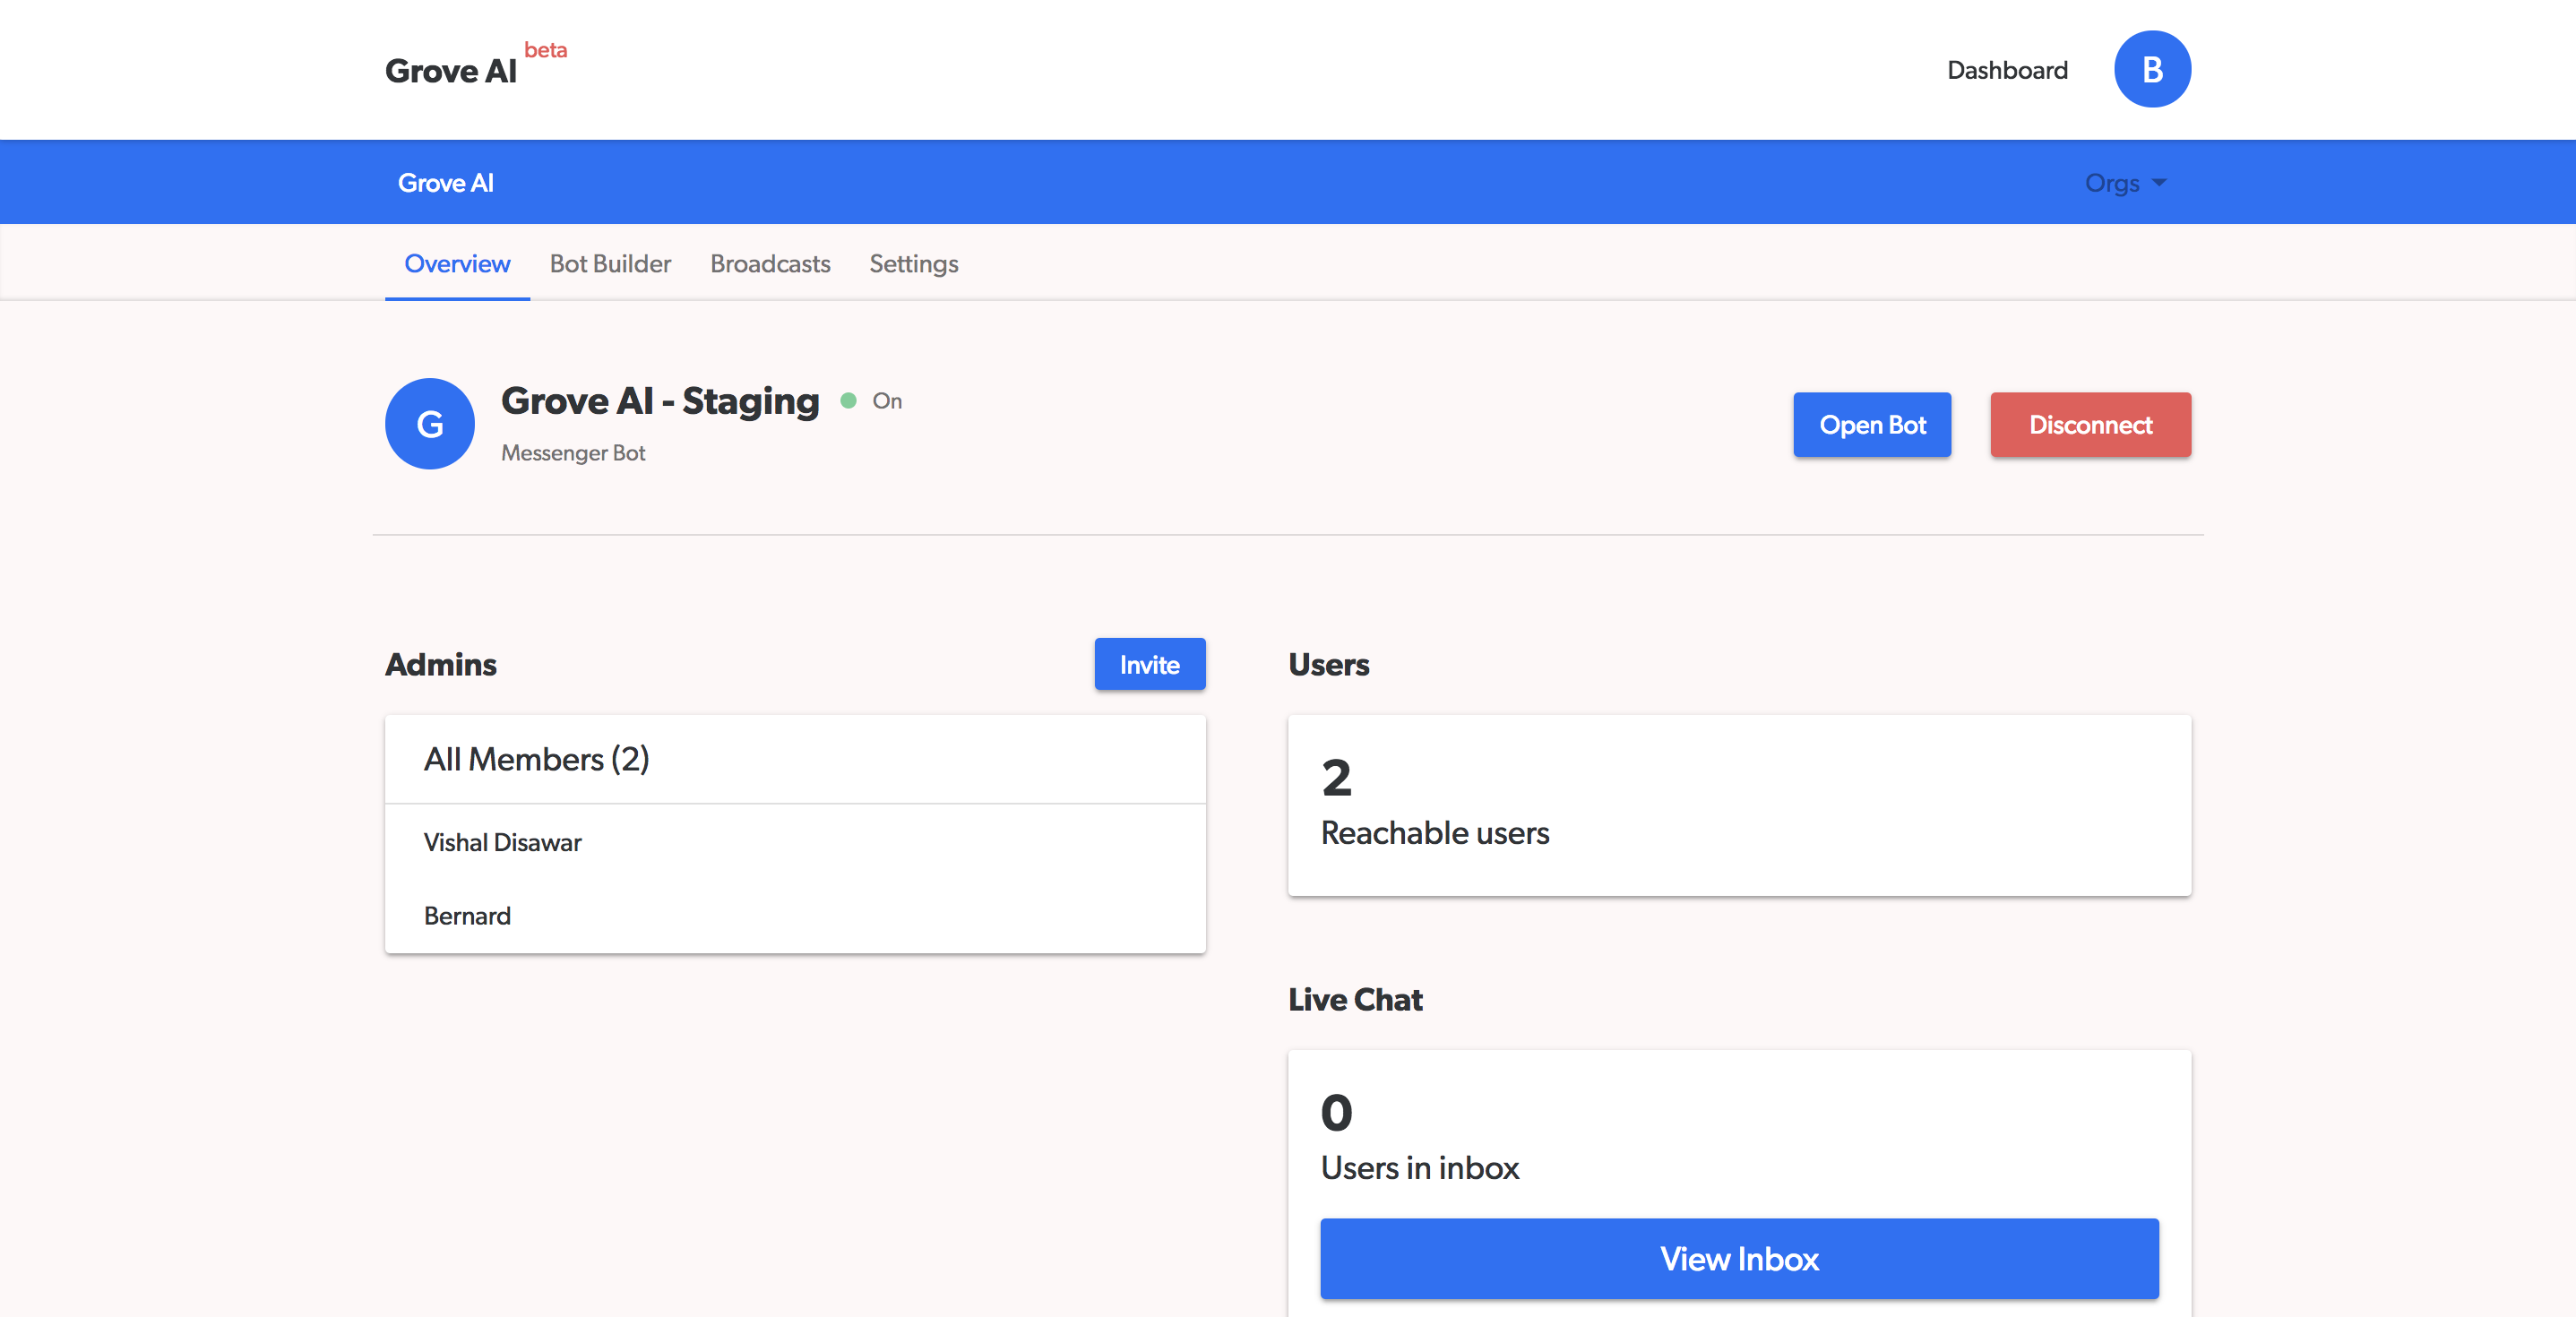 Grove AI beta
Dashboard
B
Grove AI
Orgs
Overview Bot Builder Broadcasts Settings
G
Grove AI - Staging
On
Messenger Bot
Open Bot
Disconnect
Admins
Invite
All Members (2)
Vishal Disawar
Bernard
Users
2
Reachable users
Live Chat
0
Users in inbox
View Inbox